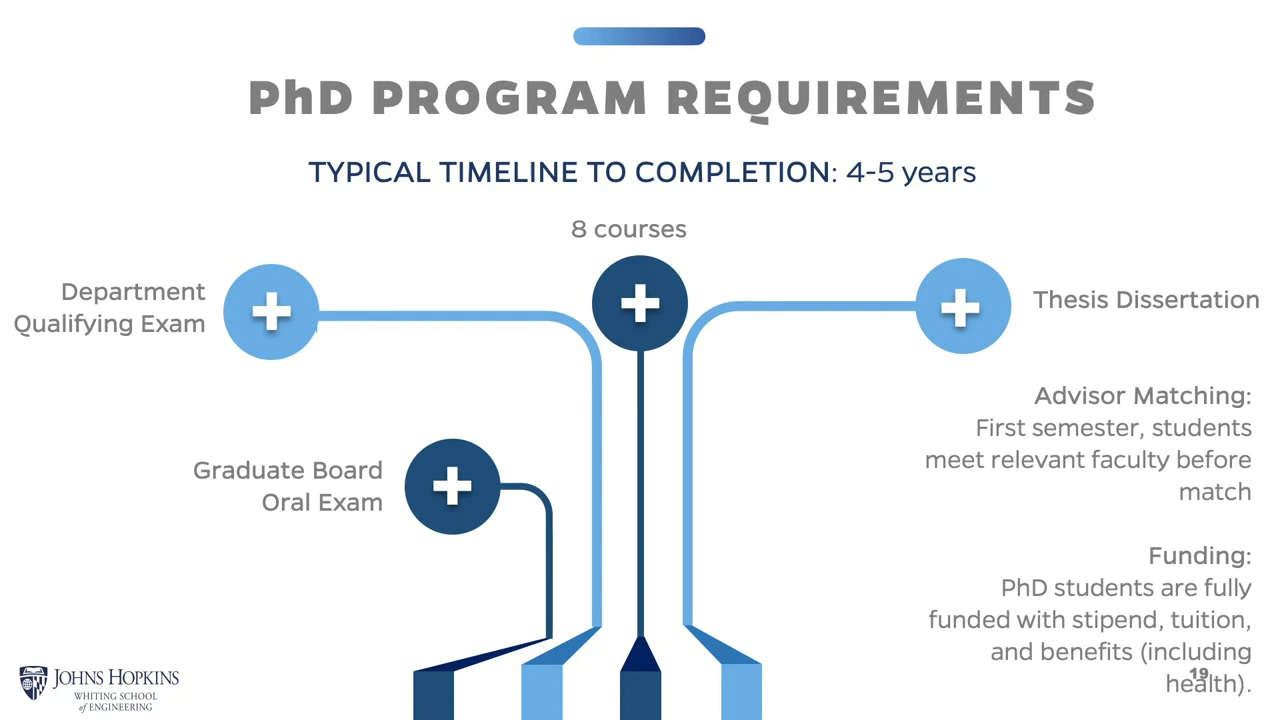 PhD PROGRAM REQUIREMENTS
TYPICAL TIMELINE TO COMPLETION: 4-5 years
8 courses
Department
Qualifying Exam
Thesis Dissertation
Graduate Board
Oral Exam
Advisor Matching:
First semester, students
meet relevant faculty before
match
Funding:
PhD students are fully
funded with stipend, tuition,
and benefits (including
health).
19
JOHNS HOPKINS
WHITING SCHOOL
of ENGINEERING